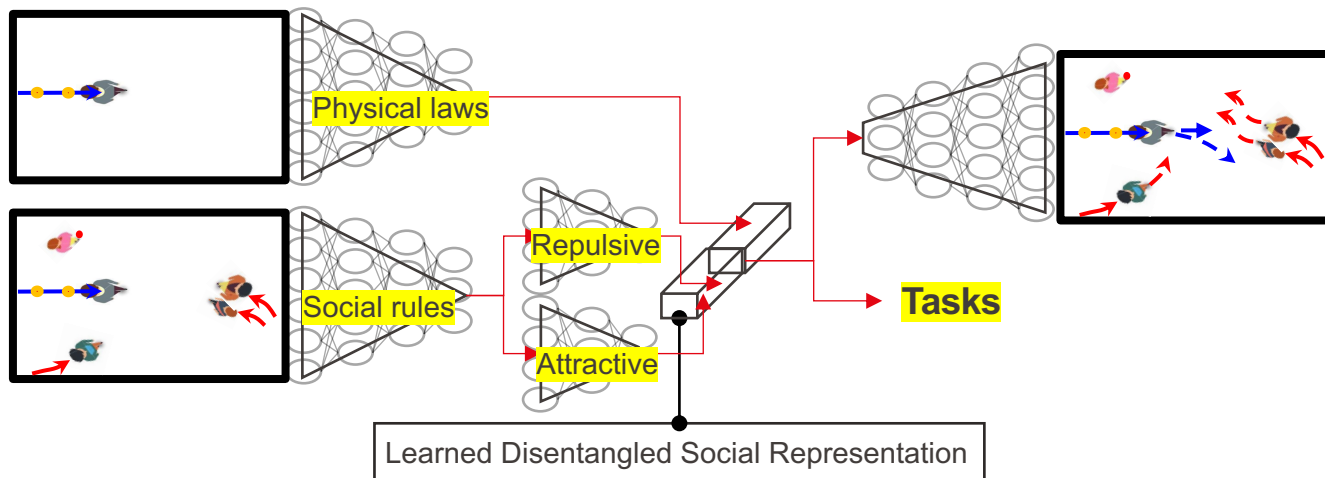 Physical laws
Social rules
Repulsive
Attractive
Tasks
Learned Disentangled Social Representation